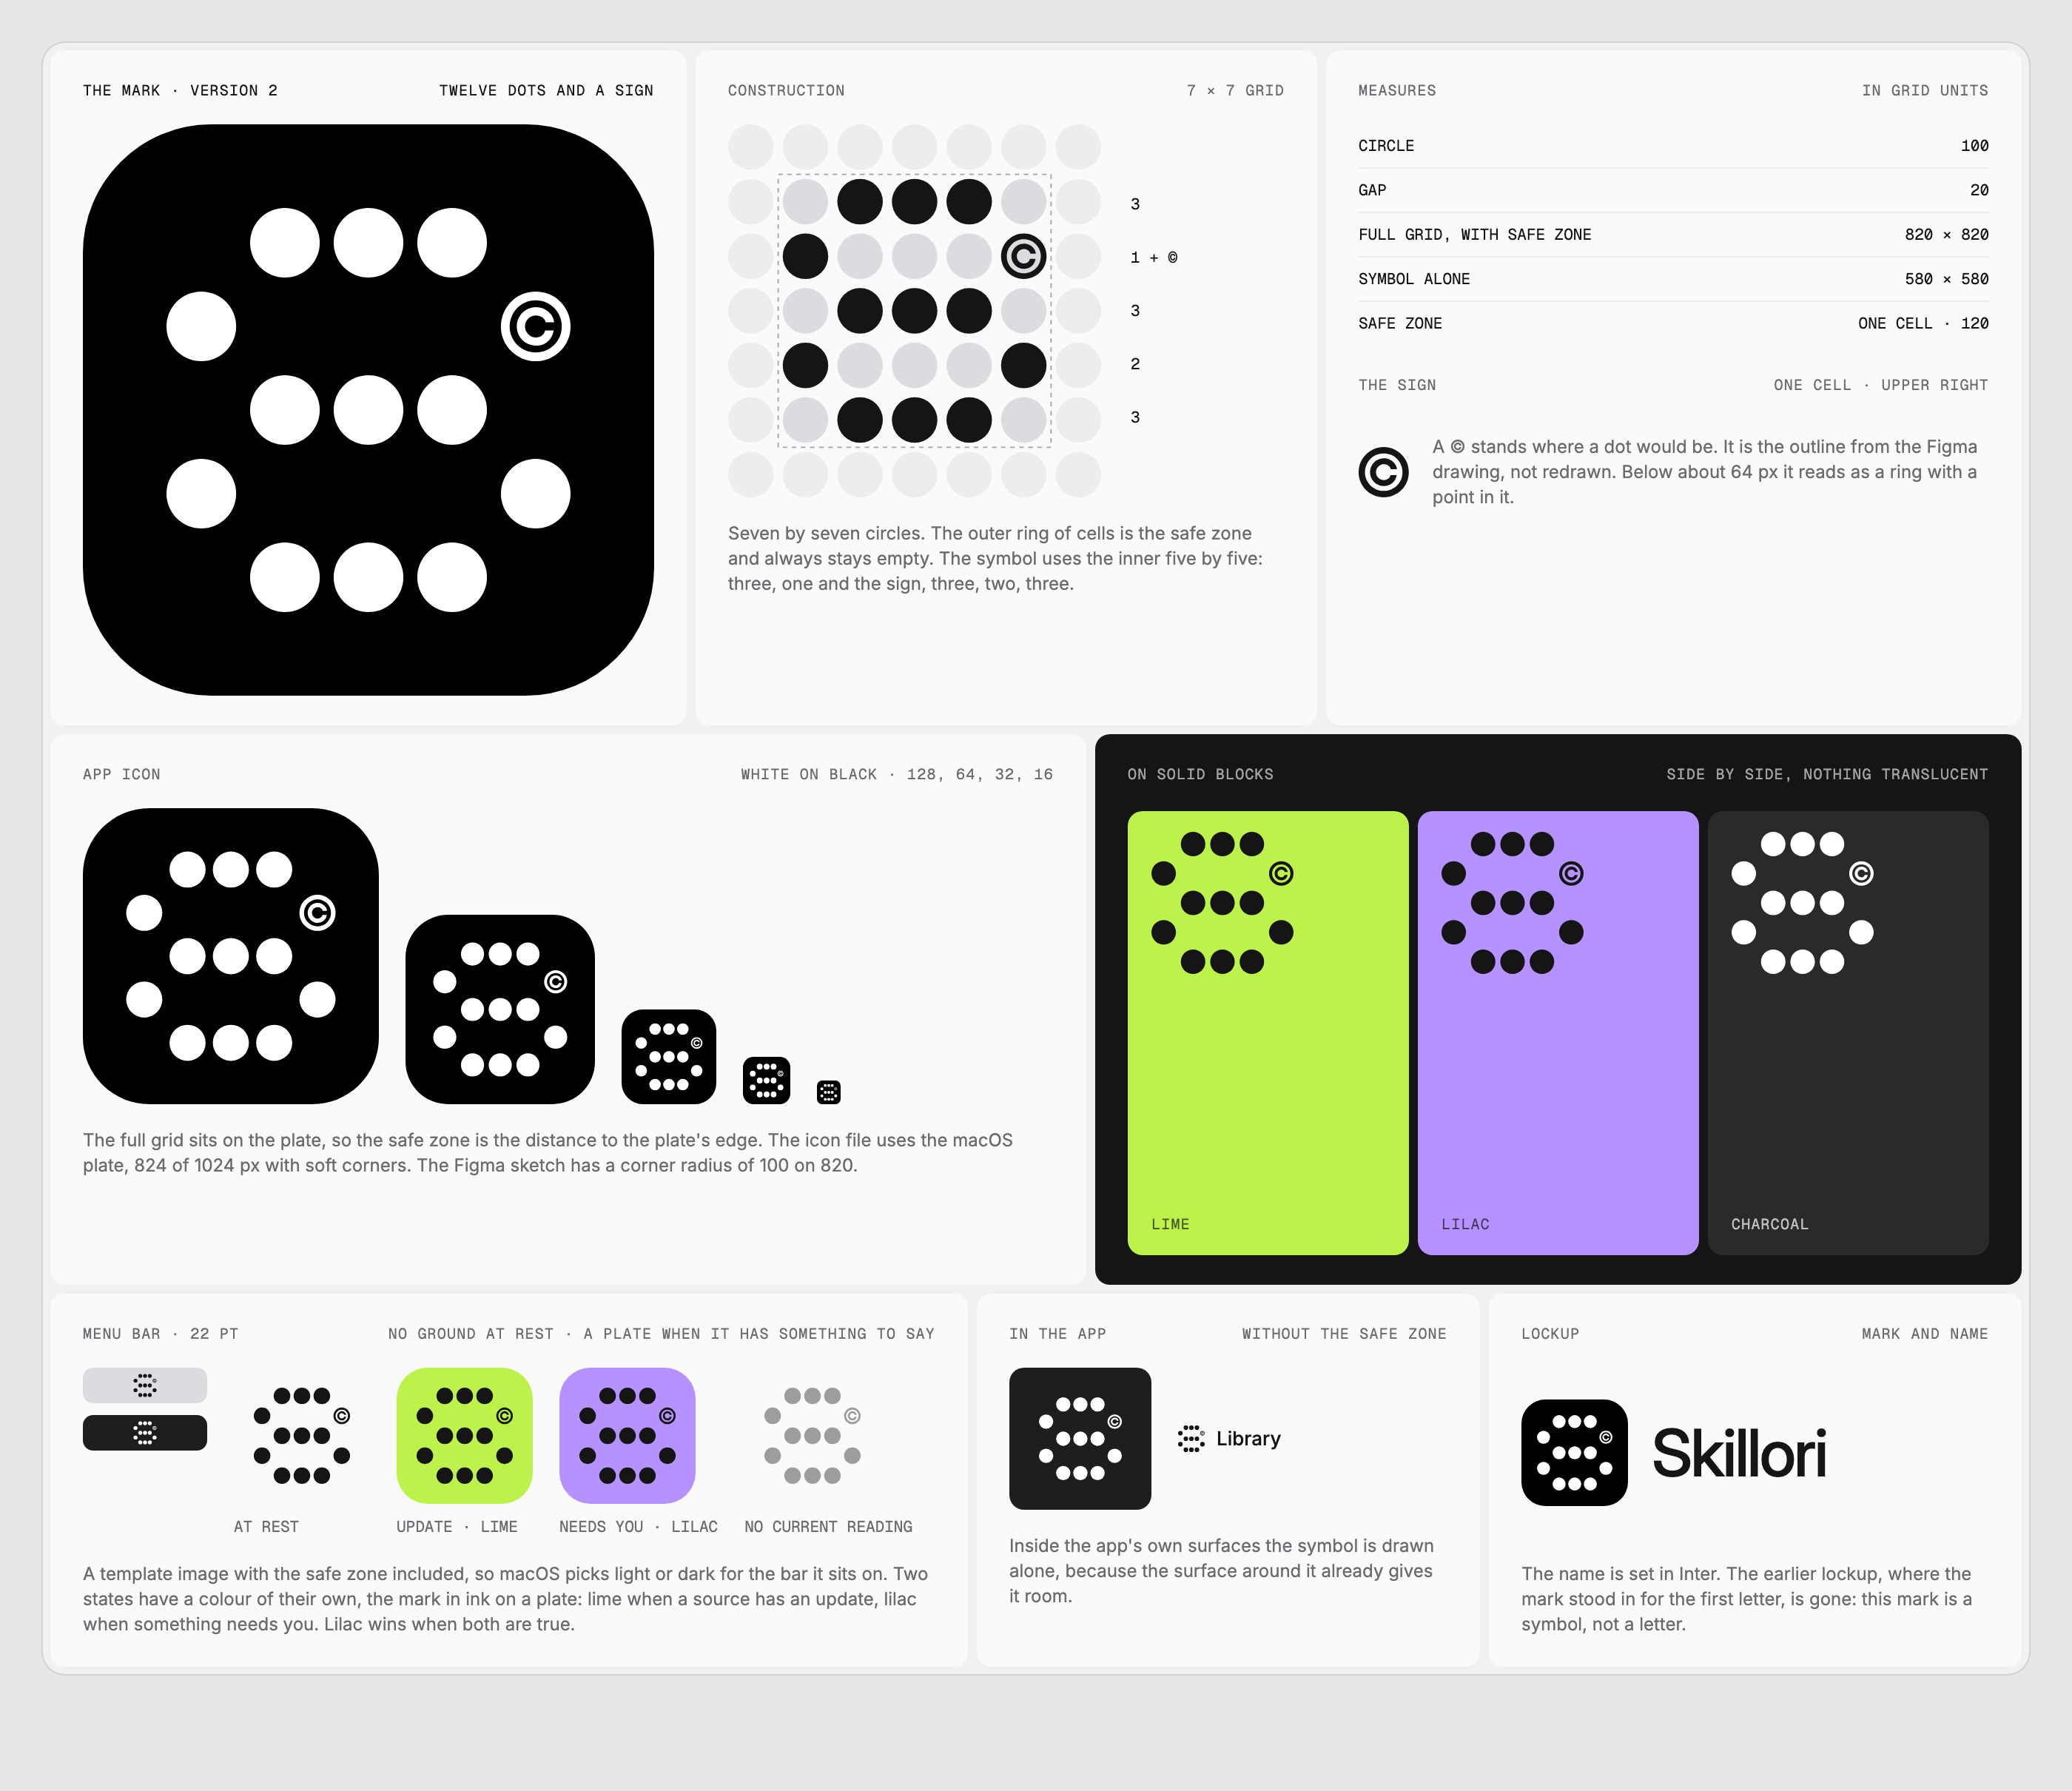 THE MARK · VERSION 2
TWELVE DOTS AND A SIGN
©
CONSTRUCTION
7 × 7 GRID
©
3
1 + ©
3
2
3
Seven by seven circles. The outer ring of cells is the safe zone
and always stays empty. The symbol uses the inner five by five:
three, one and the sign, three, two, three.
MEASURES
IN GRID UNITS
CIRCLE
100
GAP
20
FULL GRID, WITH SAFE ZONE
820 × 820
SYMBOL ALONE
580 × 580
SAFE ZONE
ONE CELL · 120
THE SIGN
ONE CELL · UPPER RIGHT
©
A © stands where a dot would be. It is the outline from the Figma
drawing, not redrawn. Below about 64 px it reads as a ring with a
point in it.
APP ICON
WHITE ON BLACK · 128, 64, 32, 16
©
©
©
©
The full grid sits on the plate, so the safe zone is the distance to the plate's edge. The icon file uses the macOS
plate, 824 of 1024 px with soft corners. The Figma sketch has a corner radius of 100 on 820.
ON SOLID BLOCKS
SIDE BY SIDE, NOTHING TRANSLUCENT
©
LIME
©
LILAC
©
CHARCOAL
MENU BAR · 22 PT
NO GROUND AT REST · A PLATE WHEN IT HAS SOMETHING TO SAY
©
AT REST
©
UPDATE · LIME
©
NEEDS YOU · LILAC
©
NO CURRENT READING
A template image with the safe zone included, so macOS picks light or dark for the bar it sits on. Two
states have a colour of their own, the mark in ink on a plate: lime when a source has an update, lilac
when something needs you. Lilac wins when both are true.
IN THE APP
WITHOUT THE SAFE ZONE
©
Library
Inside the app's own surfaces the symbol is drawn
alone, because the surface around it already gives
it room.
LOCKUP
MARK AND NAME
©
Skillori
The name is set in Inter. The earlier lockup, where the
mark stood in for the first letter, is gone: this mark is a
symbol, not a letter.